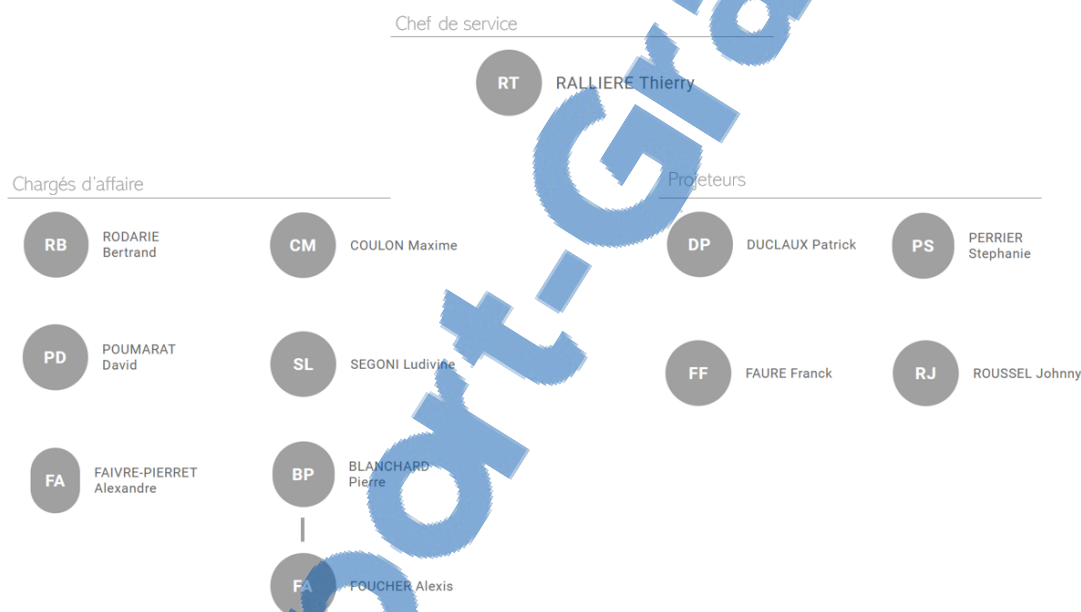 Chef de service
RT RALLIERE Thierry
Chargés d'affaire
Projeteurs
RB RODARIE
Bertrand
CM COULON Maxime
DP DUCLAUX Patrick
PS PERRIER
Stephanie
PD POUMARAT
David
SL SEGONI Ludivine
FF FAURE Franck
RJ ROUSSEL Johnny
FA FAIVRE-PIERRET
Alexandre
BP BLANCHARD
Pierre
FA FOUCHER Alexis
ort-Gra